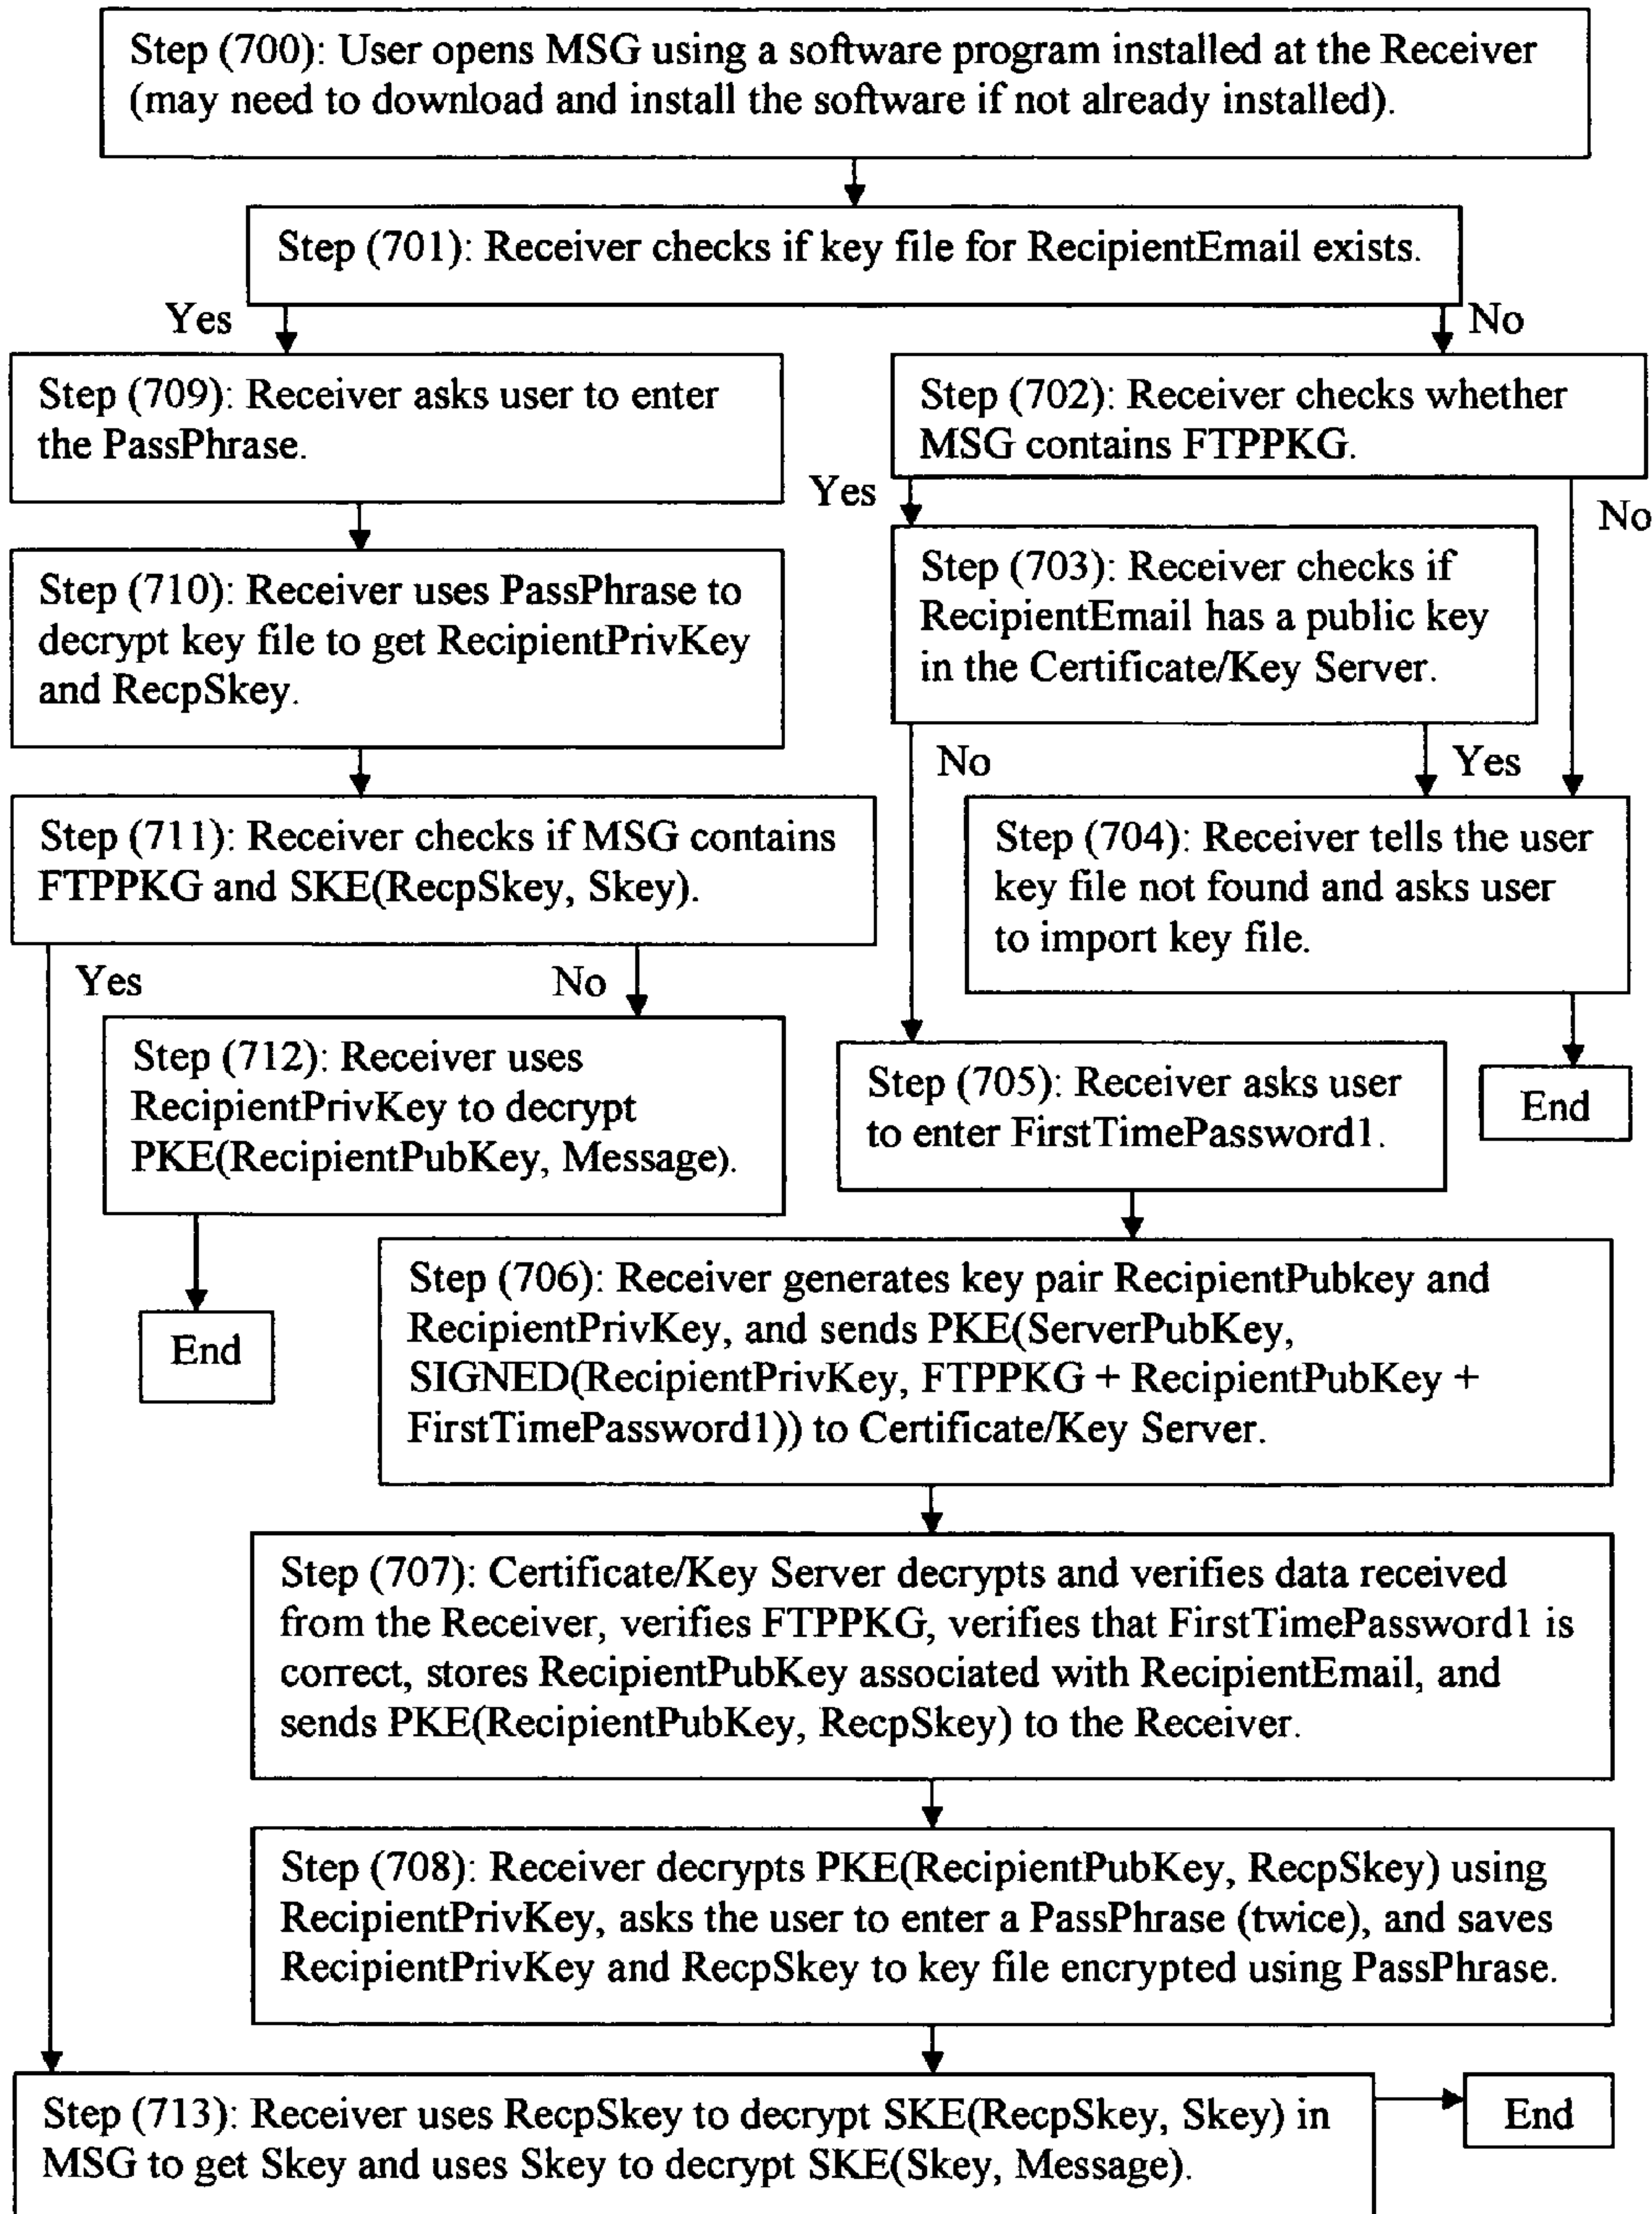 Step (700): User opens MSG using a software program installed at the Receiver
(may need to download and install the software if not already installed).
Step (701): Receiver checks if key file for RecipientEmail exists.
Yes
No
Step (709): Receiver asks user to enter
the PassPhrase.
Step (702): Receiver checks whether
MSG contains FTPPKG.
Yes
No
Step (710): Receiver uses PassPhrase to
decrypt key file to get RecipientPrivKey
and RecpSkey.
Step (703): Receiver checks if
RecipientEmail has a public key
in the Certificate/Key Server.
No
Yes
Step (711): Receiver checks if MSG contains
FTPPKG and SKE(RecpSkey, Skey).
Step (704): Receiver tells the user
key file not found and asks user
to import key file.
Yes
No
Step (712): Receiver uses
RecipientPrivKey to decrypt
PKE(RecipientPubKey, Message).
Step (705): Receiver asks user
to enter FirstTimePassword1.
End
Step (706): Receiver generates key pair RecipientPubkey and
RecipientPrivKey, and sends PKE(ServerPubKey,
SIGNED(RecipientPrivKey, FTPPKG + RecipientPubKey +
FirstTimePassword1)) to Certificate/Key Server.
End
Step (707): Certificate/Key Server decrypts and verifies data received
from the Receiver, verifies FTPPKG, verifies that FirstTimePassword1 is
correct, stores RecipientPubKey associated with RecipientEmail, and
sends PKE(RecipientPubKey, RecpSkey) to the Receiver.
Step (708): Receiver decrypts PKE(RecipientPubKey, RecpSkey) using
RecipientPrivKey, asks the user to enter a PassPhrase (twice), and saves
RecipientPrivKey and RecpSkey to key file encrypted using PassPhrase.
Step (713): Receiver uses RecpSkey to decrypt SKE(RecpSkey, Skey) in
MSG to get Skey and uses Skey to decrypt SKE(Skey, Message).
End